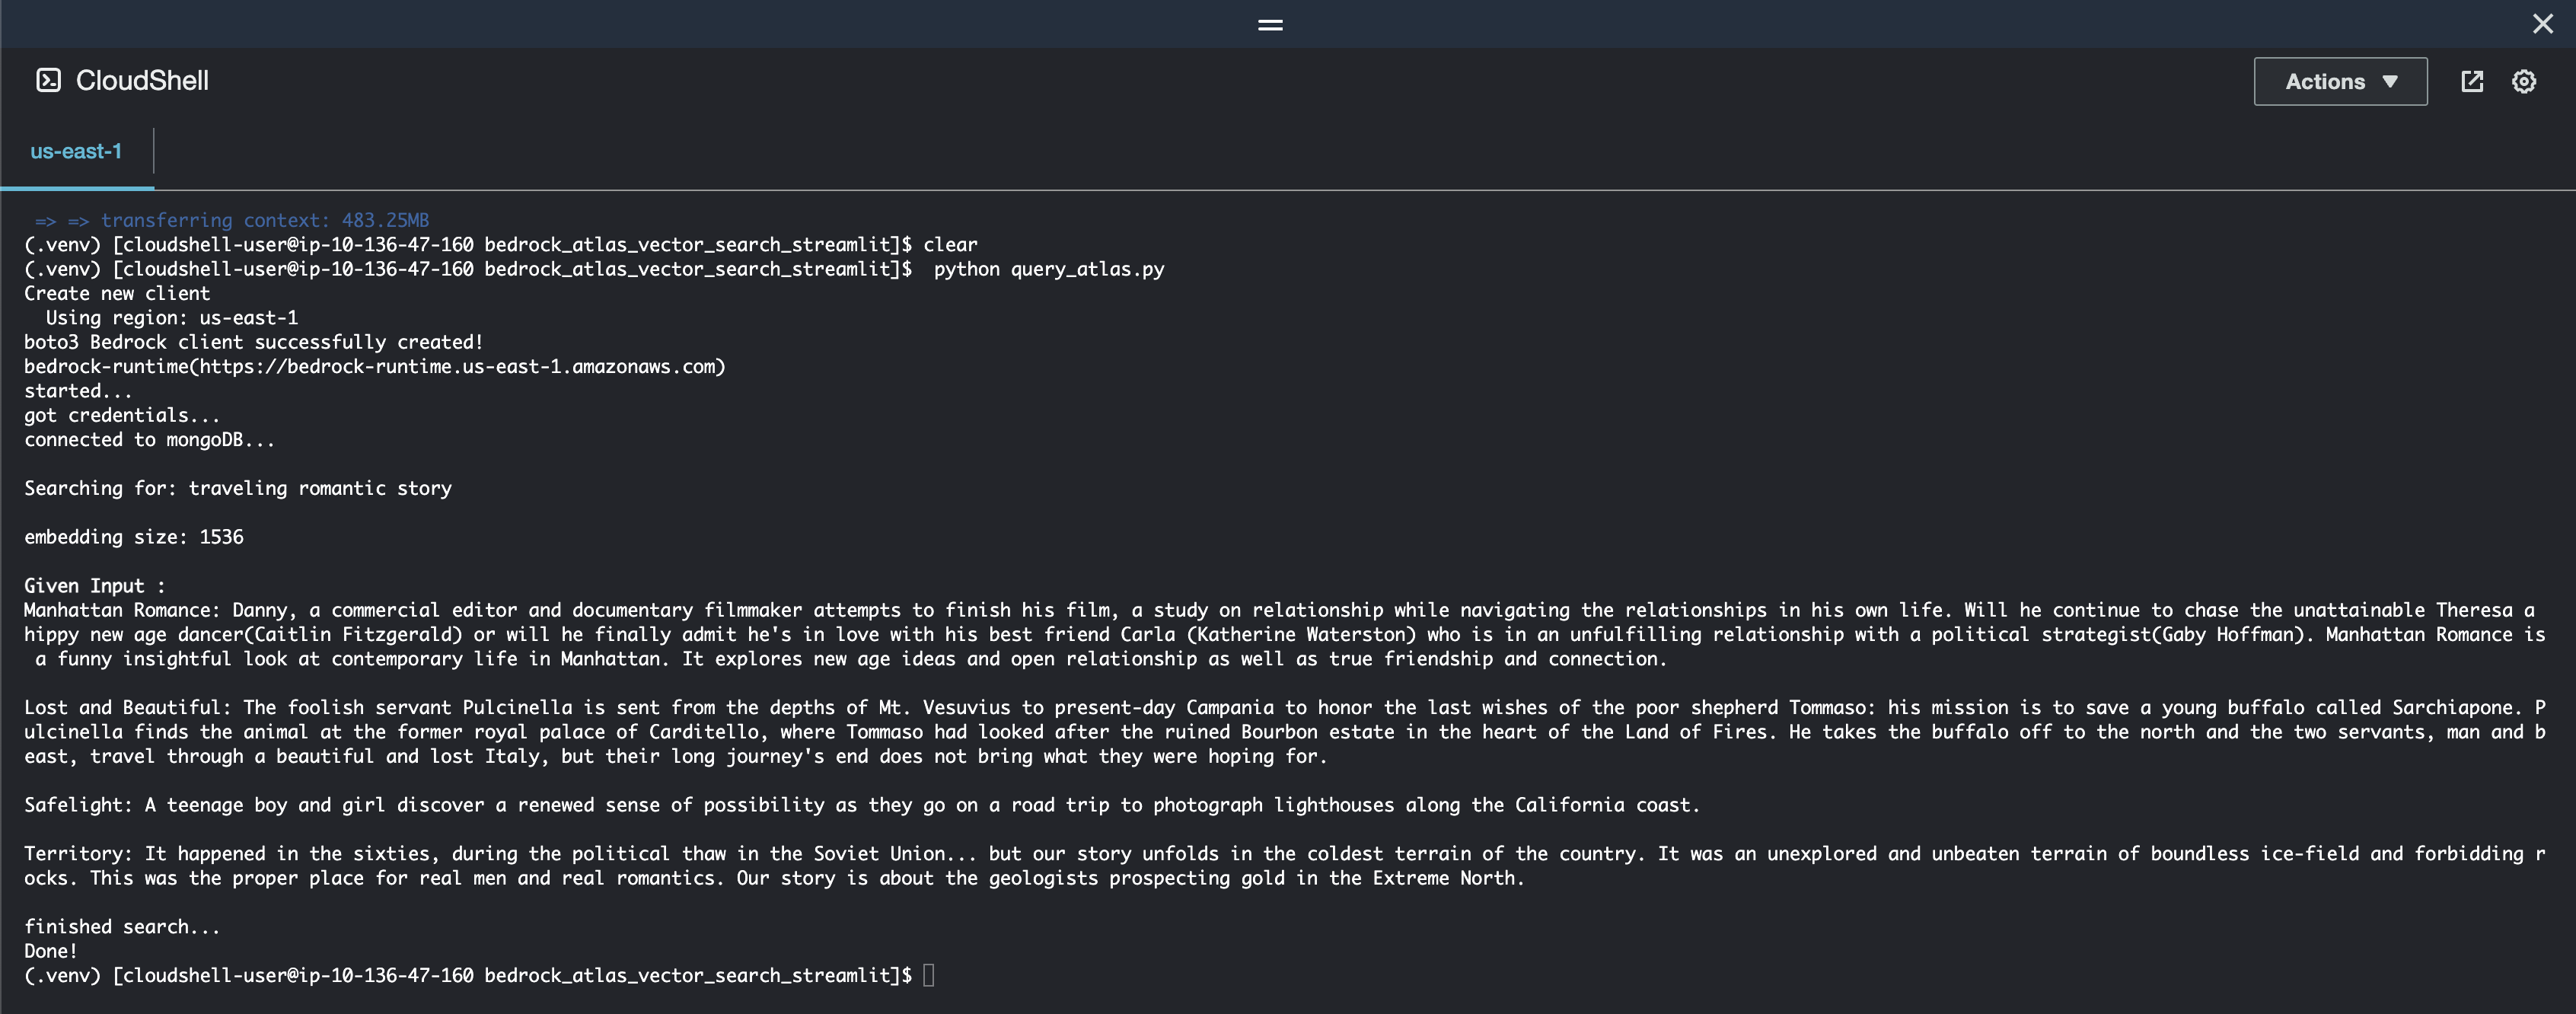 CloudShell
Actions
us-east-1
=> => transferring context: 483.25MB
(.venv) [cloudshell-user@ip-10-136-47-160 bedrock_atlas_vector_search_streamlit]$ clear
(.venv) [cloudshell-user@ip-10-136-47-160 bedrock_atlas_vector_search_streamlit]$  python query_atlas.py
Create new client
  Using region: us-east-1
boto3 Bedrock client successfully created!
bedrock-runtime(https://bedrock-runtime.us-east-1.amazonaws.com)
started...
got credentials...
connected to mongoDB...
Searching for: traveling romantic story
embedding size: 1536
Given Input :
Manhattan Romance: Danny, a commercial editor and documentary filmmaker attempts to finish his film, a study on relationship while navigating the relationships in his own life. Will he continue to chase the unattainable Theresa a
hippy new age dancer(Caitlin Fitzgerald) or will he finally admit he's in love with his best friend Carla (Katherine Waterston) who is in an unfulfilling relationship with a political strategist(Gaby Hoffman). Manhattan Romance is
 a funny insightful look at contemporary life in Manhattan. It explores new age ideas and open relationship as well as true friendship and connection.
Lost and Beautiful: The foolish servant Pulcinella is sent from the depths of Mt. Vesuvius to present-day Campania to honor the last wishes of the poor shepherd Tommaso: his mission is to save a young buffalo called Sarchiapone. P
ulcinella finds the animal at the former royal palace of Carditello, where Tommaso had looked after the ruined Bourbon estate in the heart of the Land of Fires. He takes the buffalo off to the north and the two servants, man and b
east, travel through a beautiful and lost Italy, but their long journey's end does not bring what they were hoping for.
Safelight: A teenage boy and girl discover a renewed sense of possibility as they go on a road trip to photograph lighthouses along the California coast.
Territory: It happened in the sixties, during the political thaw in the Soviet Union... but our story unfolds in the coldest terrain of the country. It was an unexplored and unbeaten terrain of boundless ice-field and forbidding r
ocks. This was the proper place for real men and real romantics. Our story is about the geologists prospecting gold in the Extreme North.
finished search...
Done!
(.venv) [cloudshell-user@ip-10-136-47-160 bedrock_atlas_vector_search_streamlit]$